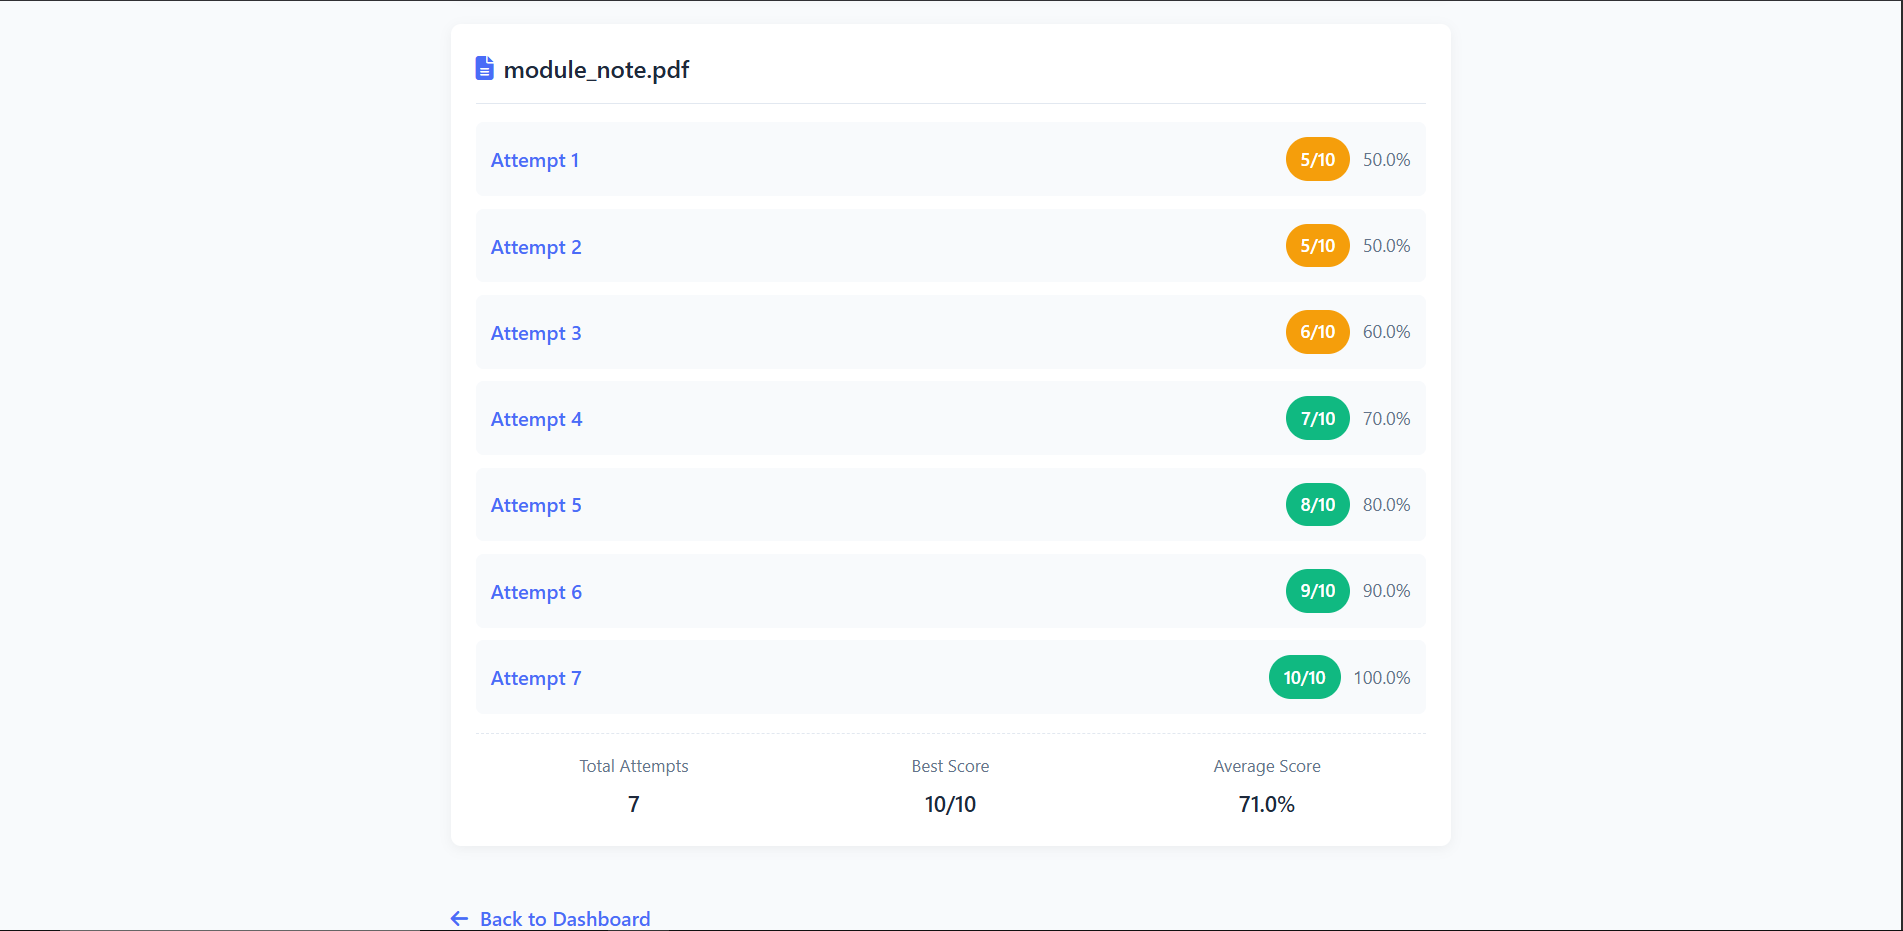 module_note.pdf
Attempt 1 5/10 50.0%
Attempt 2 5/10 50.0%
Attempt 3 6/10 60.0%
Attempt 4 7/10 70.0%
Attempt 5 8/10 80.0%
Attempt 6 9/10 90.0%
Attempt 7 10/10 100.0%
Total Attempts Best Score Average Score
7 10/10 71.0%
Back to Dashboard